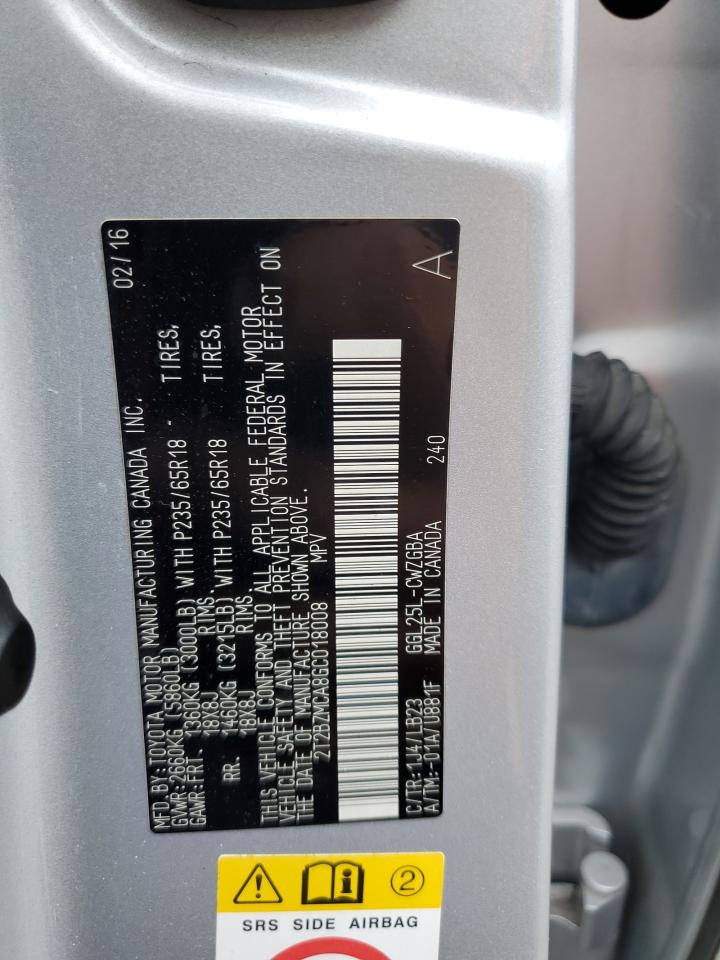 MFD. BY: TOYOTA MOTOR MANUFACTURING CANADA INC. 02/16
GVWR: 2660KG (5860LB)
GAWR: FRT. 1360KG (3000LB) WITH P235/65R18 - TIRES,
18X8J RIMS.
RR. 1460KG (3215LB) WITH P235/65R18 TIRES,
18X8J RIMS.
THIS VEHICLE CONFORMS TO ALL APPLICABLE FEDERAL MOTOR
VEHICLE SAFETY AND THEFT PREVENTION STANDARDS IN EFFECT ON
THE DATE OF MANUFACTURE SHOWN ABOVE.
2T2BZMCA8GC018008 MPV
A
C/TR: 1J4/LB23 GGL25L-CWZGBA 240
A/TM: -01A/U881F MADE IN CANADA
2
SRS SIDE AIRBAG